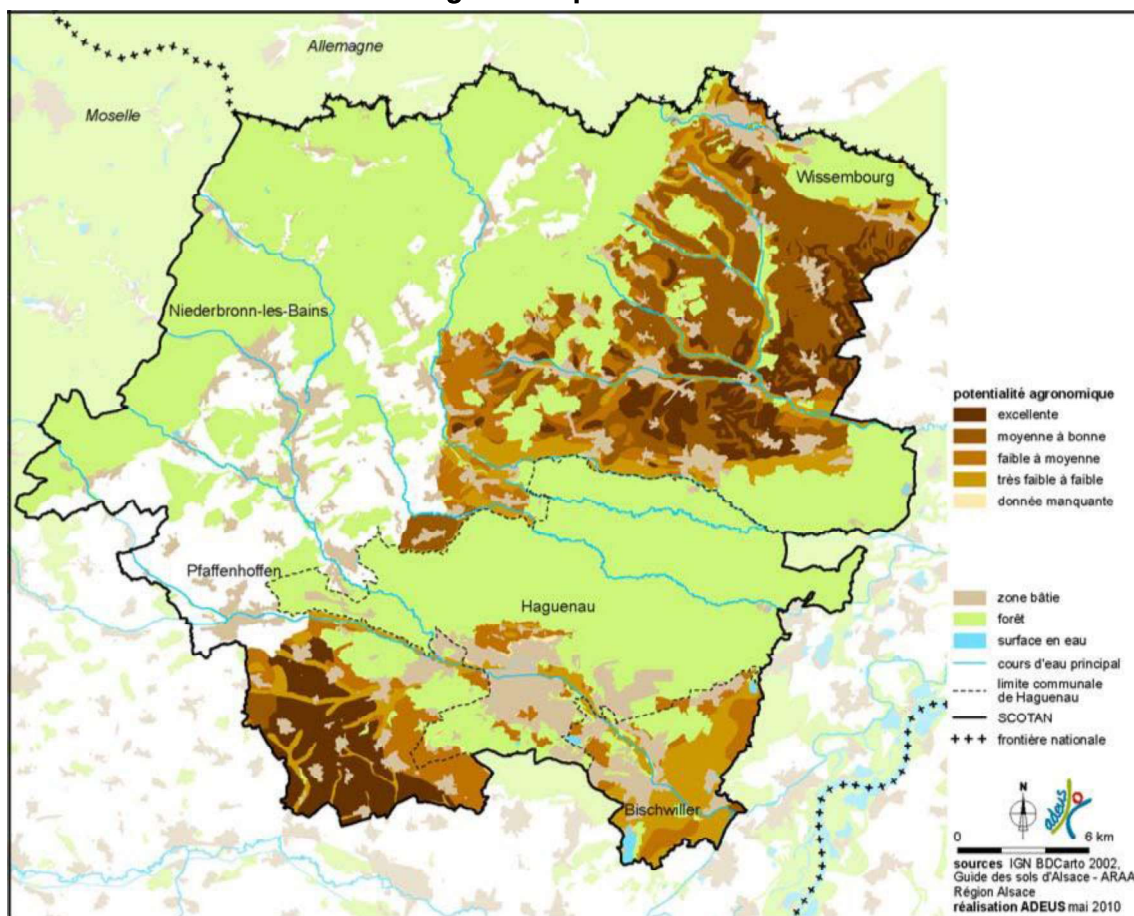 Allemagne
Moselle
Wissembourg
Niederbronn-les-Bains
Pfaffenhoffen
Haguenau
Bischwiller
potentialité agronomique
excellente
moyenne à bonne
faible à moyenne
très faible à faible
donnée manquante
zone bâtie
forêt
surface en eau
cours d'eau principal
limite communale
de Haguenau
SCOTAN
frontière nationale
N
adeus
0 6 km
sources IGN BDCarto 2002,
Guide des sols d'Alsace - ARAA
Région Alsace
réalisation ADEUS mai 2010